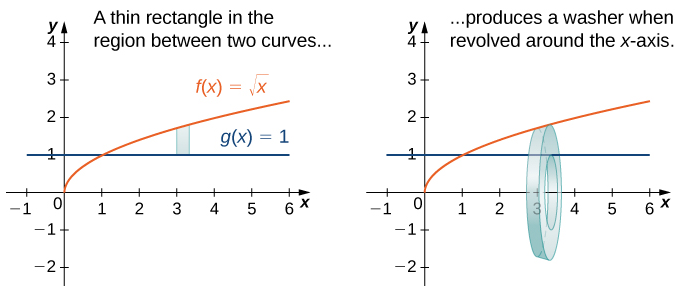 A thin rectangle in the
region between two curves...
y
4
3
2
1
0
−1
−2
−1
1
2
3
4
5
6
x
f(x) = √x
g(x) = 1
...produces a washer when
revolved around the x-axis.
y
4
3
2
1
0
−1
−2
−1
1
2
3
4
5
6
x